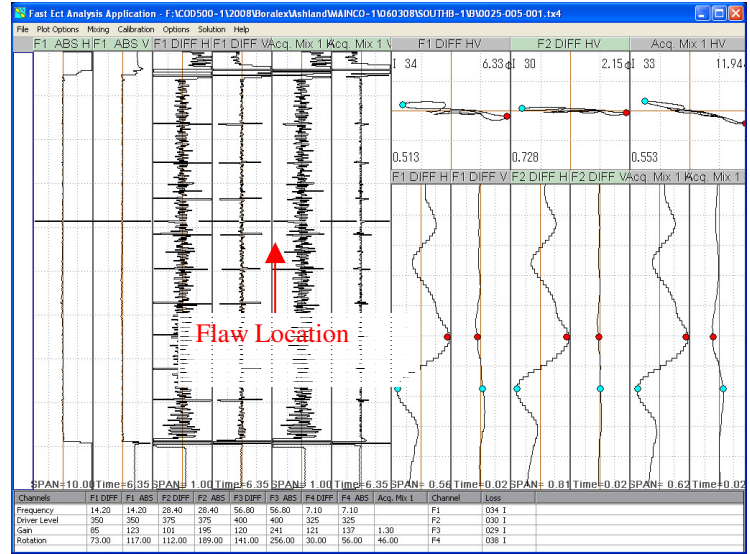 Fast Ect Analysis Application - F:\COD500-1\2008\Boralex\Ashland\WAINCO-1\060308\SOUTHB-1\B\0025-005-001.tx4
File Plot Options Mixing Calibration Options Solution Help
F1 ABS H F1 ABS V F1 DIFF H F1 DIFF V Acq. Mix 1 H Acq. Mix 1 V F1 DIFF HV F2 DIFF HV Acq. Mix 1 HV
I 34 6.33 I 30 2.15 I 33 11.94
0.513 0.728 0.553
F1 DIFF H F1 DIFF V F2 DIFF H F2 DIFF V Acq. Mix 1 H Acq. Mix 1
Flaw Location
SPAN=10.00 Time=6.35 SPAN= 1.00 Time=6.35 SPAN= 1.00 Time=6.35 SPAN= 0.56 Time=0.02 SPAN= 0.81 Time=0.02 SPAN= 0.62 Time=0.02
Channels F1 DIFF F1 ABS F2 DIFF F2 ABS F3 DIFF F3 ABS F4 DIFF F4 ABS Acq. Mix 1 Channel Loss
Frequency 14.20 14.20 28.40 28.40 56.80 56.80 7.10 7.10 F1 034 I
Driver Level 350 350 375 375 400 400 325 325 F2 030 I
Gain 85 123 101 195 120 241 121 137 1.30 F3 029 I
Rotation 73.00 117.00 112.00 189.00 141.00 256.00 30.00 56.00 46.00 F4 038 I